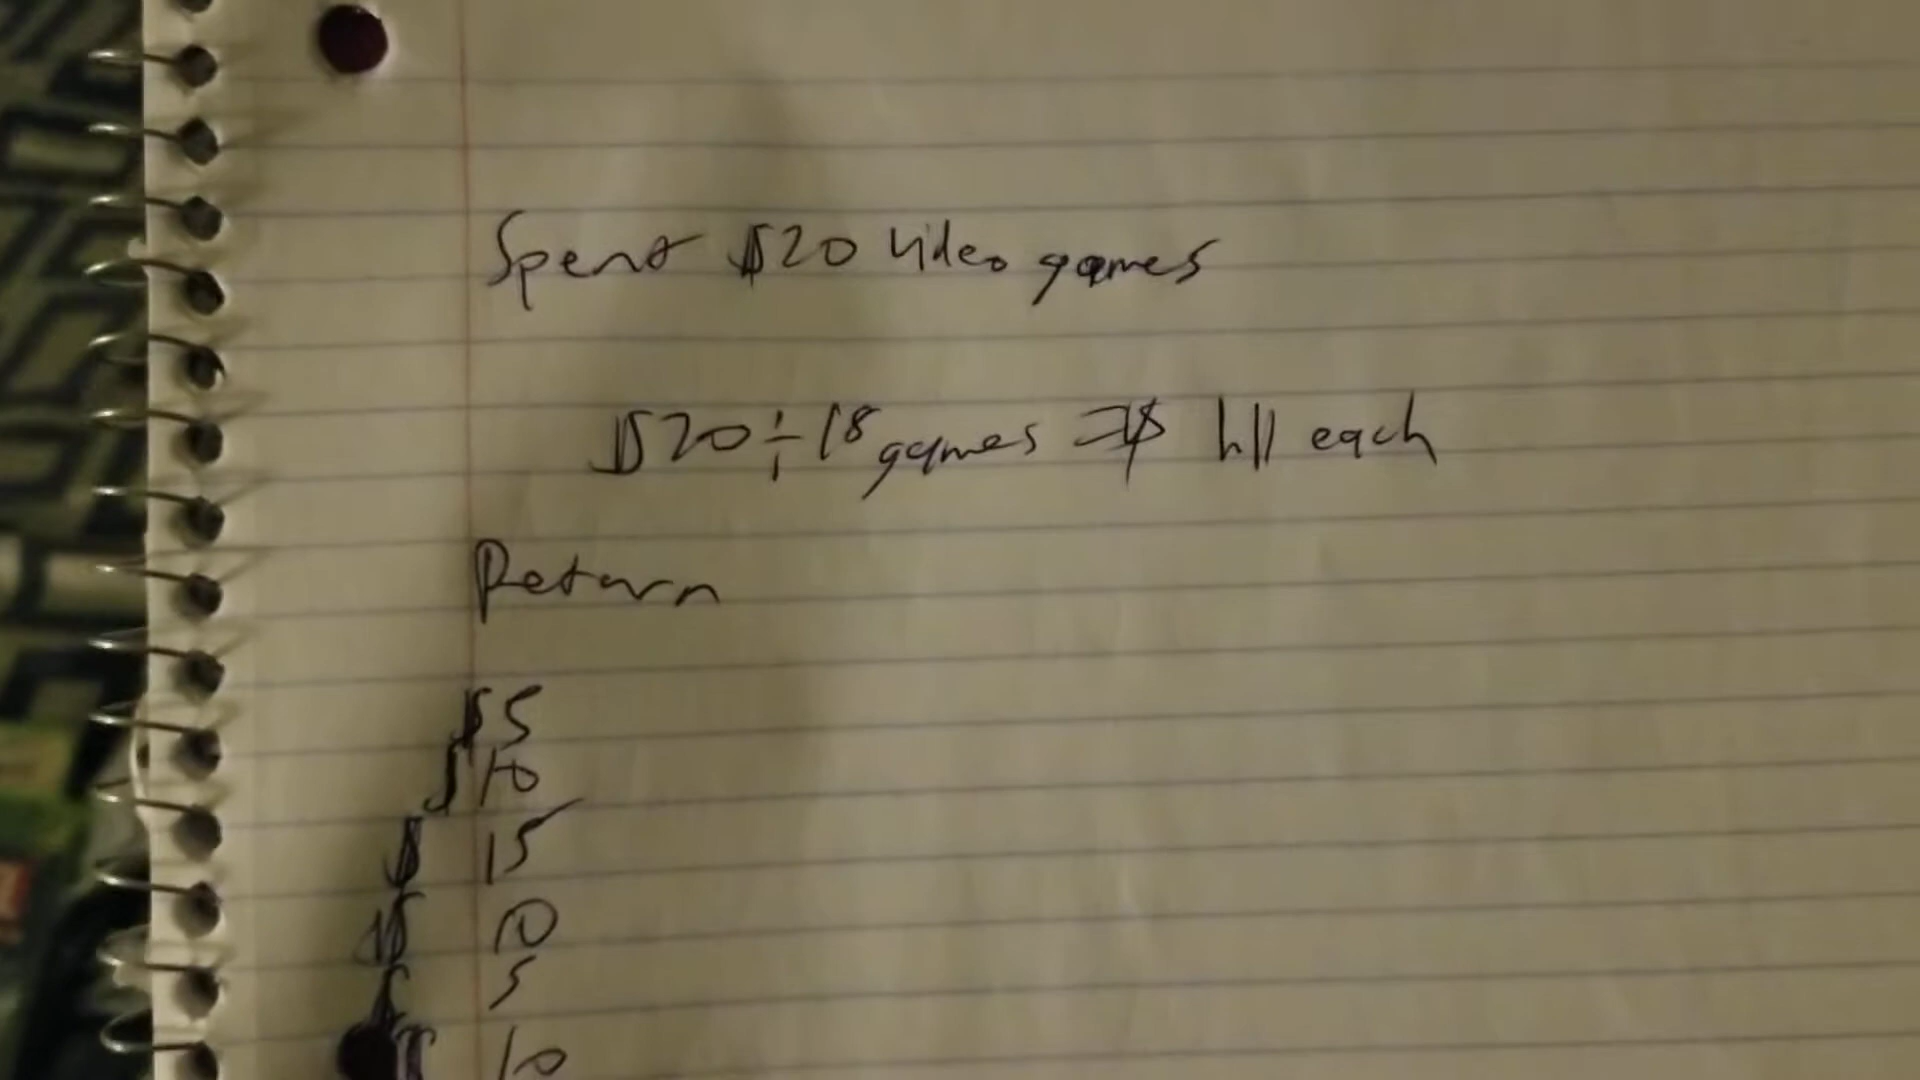 Spent $20 video games
$20 ÷ 18 games = $ 1.11 each
Return
$5
$10
$ 15
$ 10
$ 5
$ 10